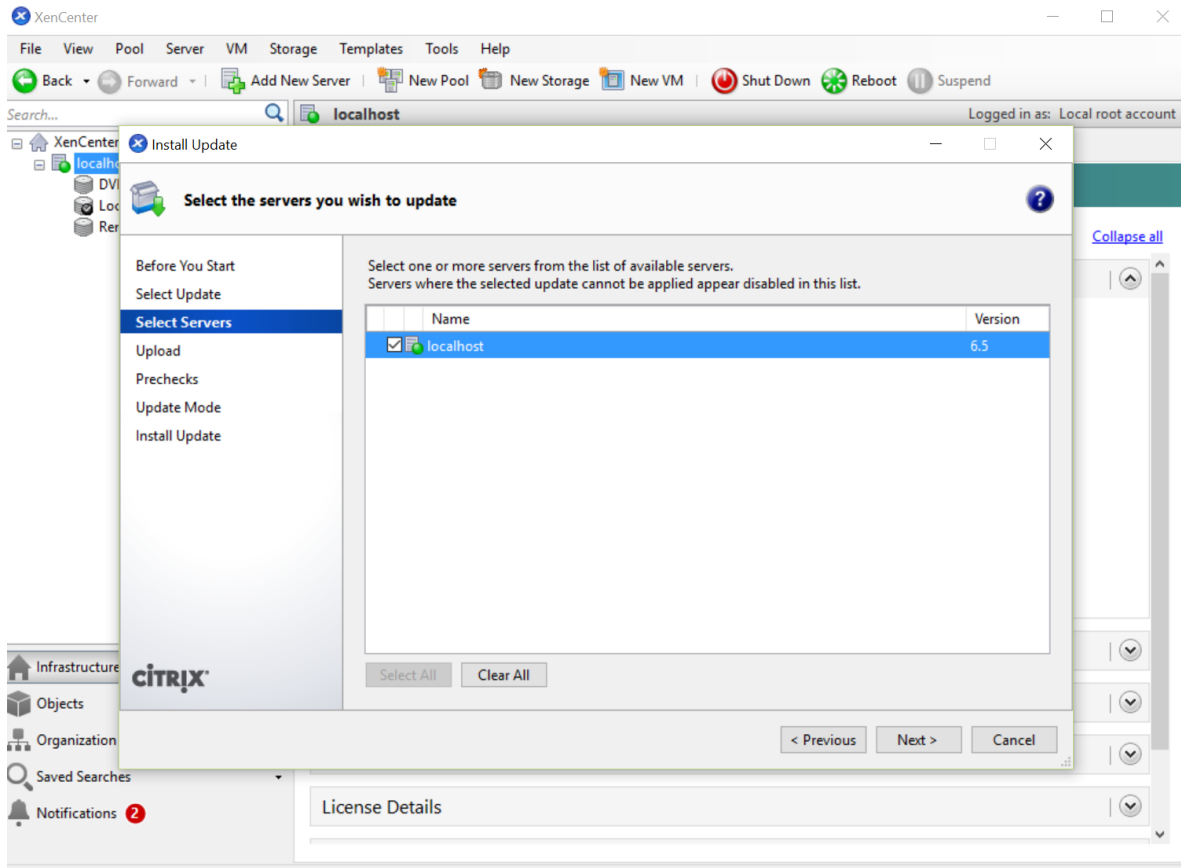 XenCenter
File View Pool Server VM Storage Templates Tools Help
Back Forward Add New Server New Pool New Storage New VM Shut Down Reboot Suspend
Search... localhost Logged in as: Local root account
XenCenter
localho
DVI
Loc
Rer
Install Update
Select the servers you wish to update
Collapse all
Before You Start
Select Update
Select Servers
Upload
Prechecks
Update Mode
Install Update
CITRIX
Select one or more servers from the list of available servers.
Servers where the selected update cannot be applied appear disabled in this list.
Name Version
localhost 6.5
Select All Clear All
< Previous Next > Cancel
Infrastructure
Objects
Organization
Saved Searches
Notifications 2
License Details